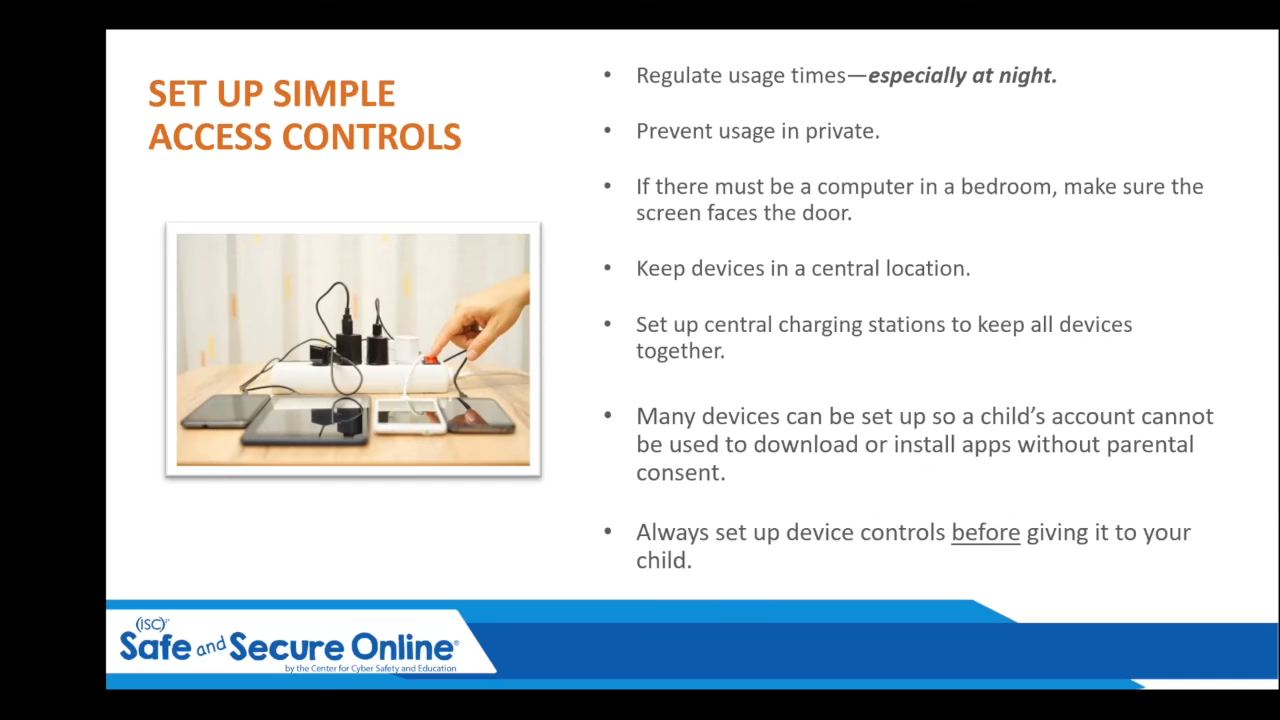 SET UP SIMPLE
ACCESS CONTROLS
• Regulate usage times—especially at night.
• Prevent usage in private.
• If there must be a computer in a bedroom, make sure the
screen faces the door.
• Keep devices in a central location.
• Set up central charging stations to keep all devices
together.
• Many devices can be set up so a child’s account cannot
be used to download or install apps without parental
consent.
• Always set up device controls before giving it to your
child.
(isc)²®
Safe and Secure Online®
by the Center for Cyber Safety and Education